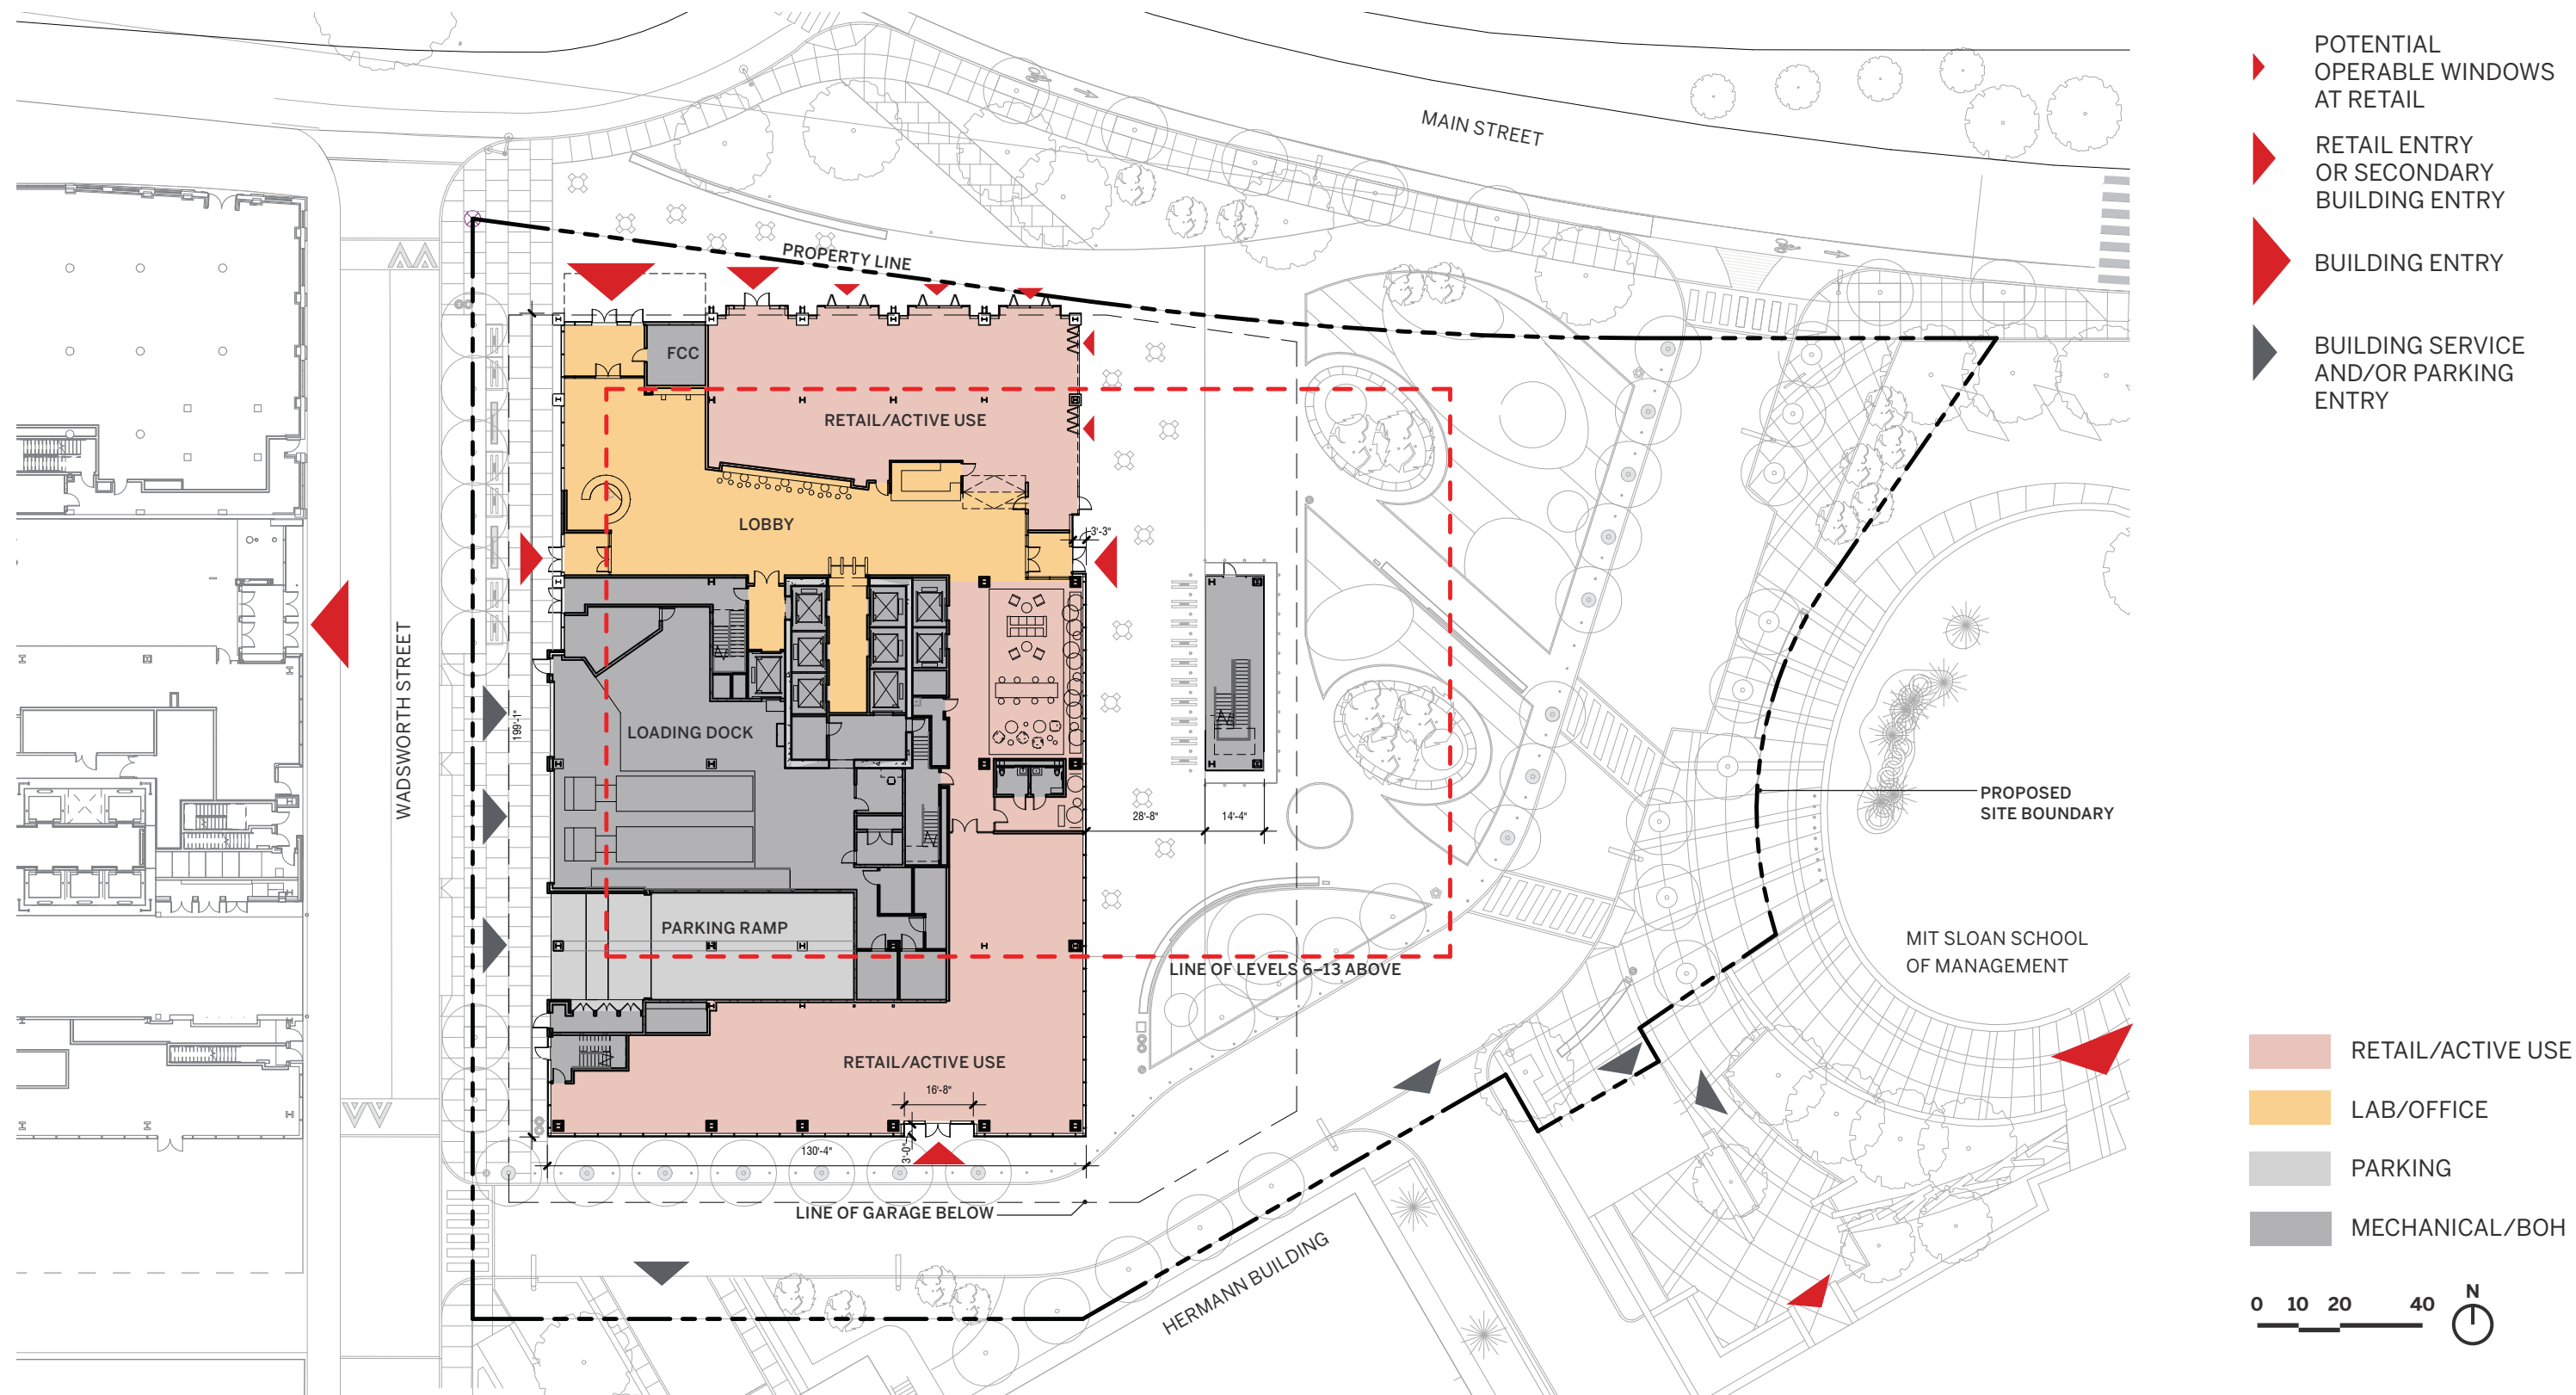 MAIN STREET
PROPERTY LINE
FCC
RETAIL/ACTIVE USE
LOBBY
3'-3"
WADSWORTH STREET
199'-1"
LOADING DOCK
28'-8"
14'-4"
PARKING RAMP
LINE OF LEVELS 6–13 ABOVE
RETAIL/ACTIVE USE
16'-8"
3'-0"
130'-4"
LINE OF GARAGE BELOW
HERMANN BUILDING
PROPOSED
SITE BOUNDARY
MIT SLOAN SCHOOL
OF MANAGEMENT
POTENTIAL
OPERABLE WINDOWS
AT RETAIL
RETAIL ENTRY
OR SECONDARY
BUILDING ENTRY
BUILDING ENTRY
BUILDING SERVICE
AND/OR PARKING
ENTRY
RETAIL/ACTIVE USE
LAB/OFFICE
PARKING
MECHANICAL/BOH
0 10 20 40
N